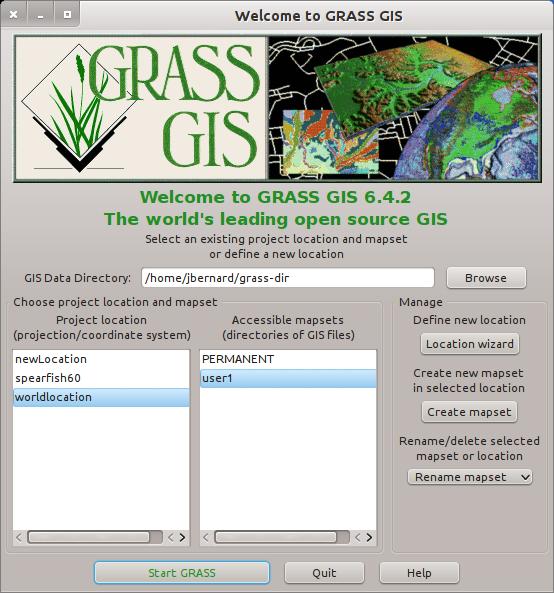 Welcome to GRASS GIS
GRASS
GIS
Welcome to GRASS GIS 6.4.2
The world's leading open source GIS
Select an existing project location and mapset
or define a new location
GIS Data Directory:
/home/jbernard/grass-dir
Browse
Choose project location and mapset
Project location
(projection/coordinate system)
newLocation
spearfish60
worldlocation
Accessible mapsets
(directories of GIS files)
PERMANENT
user1
Manage
Define new location
Location wizard
Create new mapset
in selected location
Create mapset
Rename/delete selected
mapset or location
Rename mapset
Start GRASS
Quit
Help